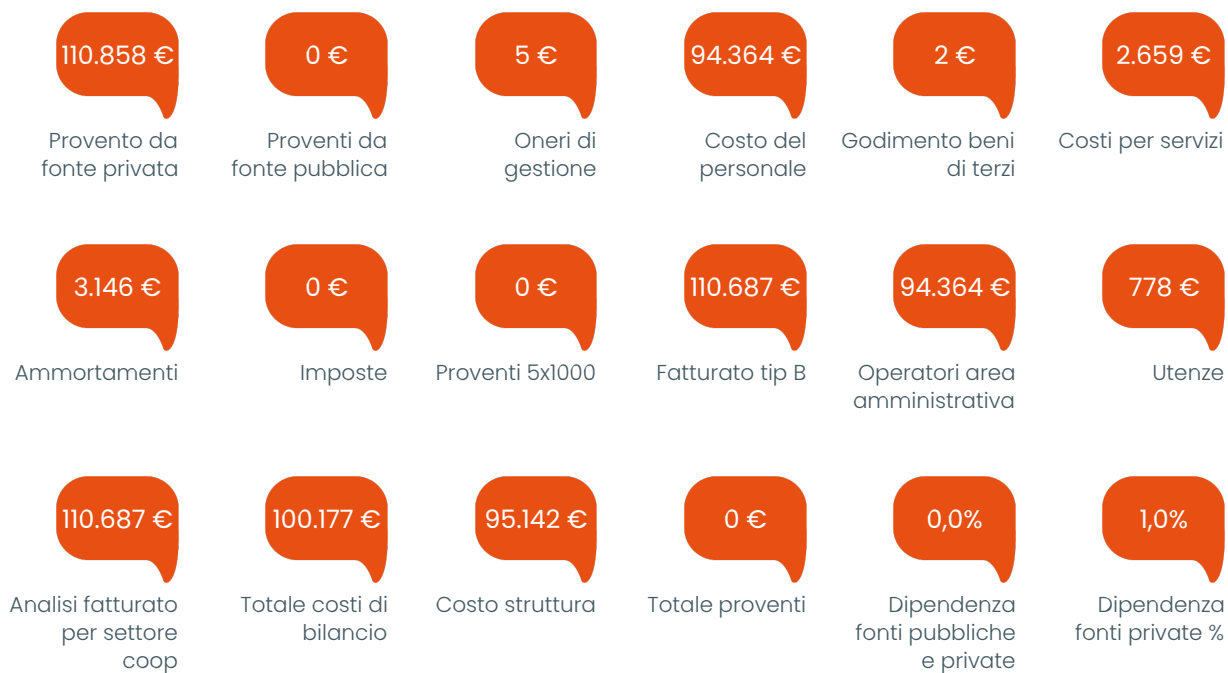 110.858 €
Provento da
fonte privata
0 €
Proventi da
fonte pubblica
5 €
Oneri di
gestione
94.364 €
Costo del
personale
2 €
Godimento beni
di terzi
2.659 €
Costi per servizi
3.146 €
Ammortamenti
0 €
Imposte
0 €
Proventi 5x1000
110.687 €
Fatturato tip B
94.364 €
Operatori area
amministrativa
778 €
Utenze
110.687 €
Analisi fatturato
per settore
coop
100.177 €
Totale costi di
bilancio
95.142 €
Costo struttura
0 €
Totale proventi
0,0%
Dipendenza
fonti pubbliche
e private
1,0%
Dipendenza
fonti private %